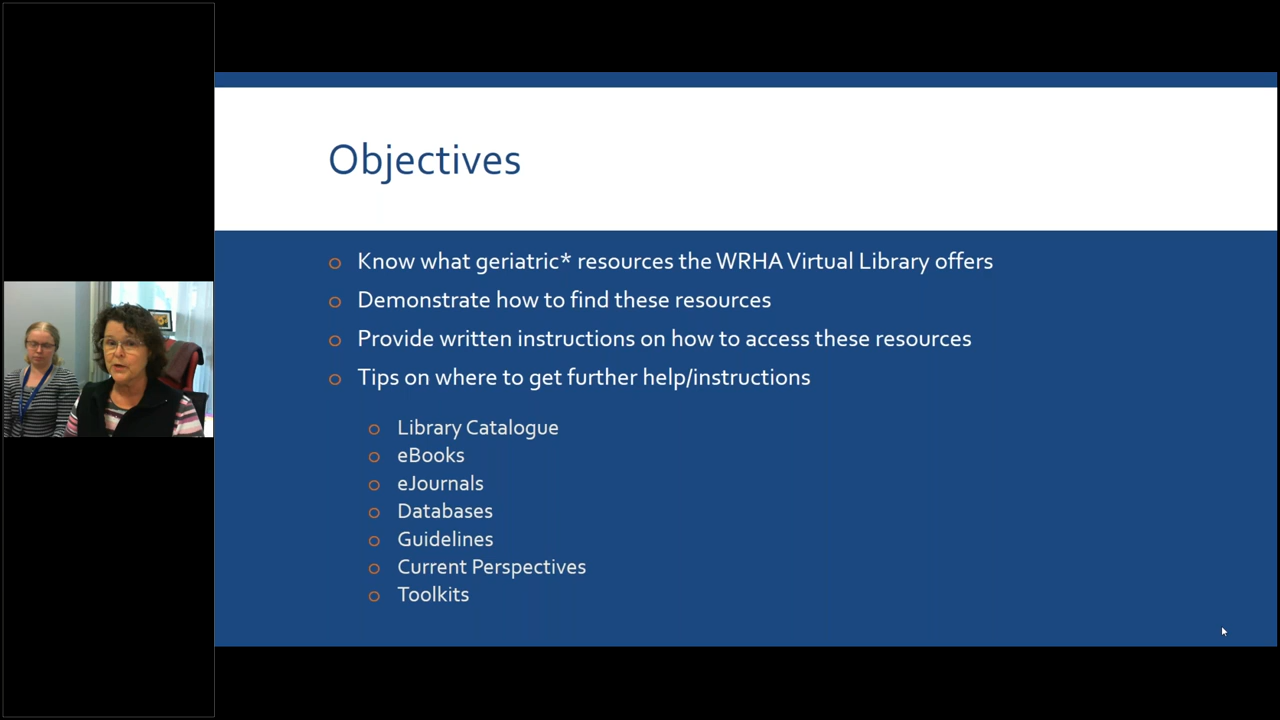 Objectives
Know what geriatric* resources the WRHA Virtual Library offers
Demonstrate how to find these resources
Provide written instructions on how to access these resources
Tips on where to get further help/instructions
Library Catalogue
eBooks
eJournals
Databases
Guidelines
Current Perspectives
Toolkits